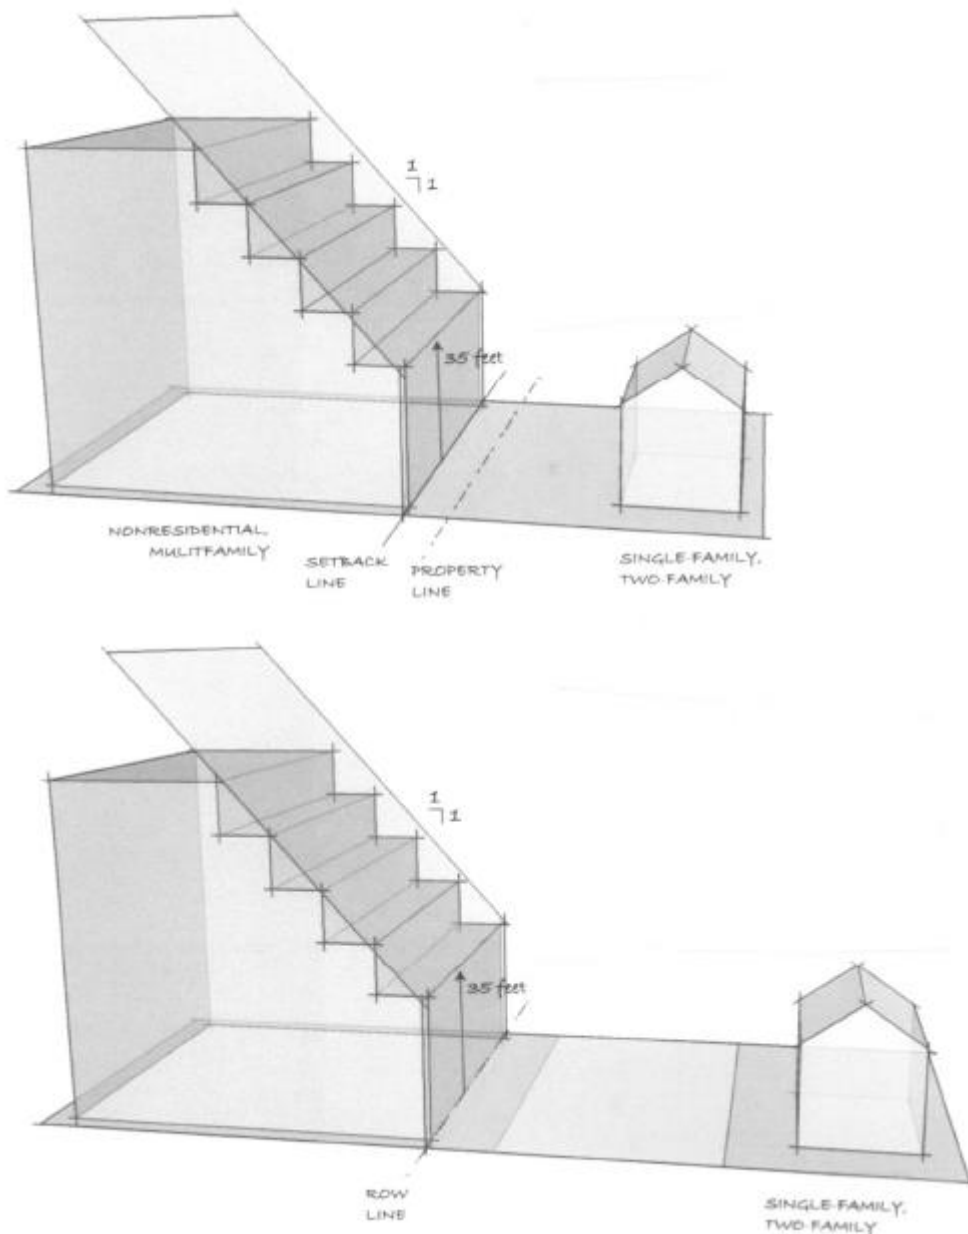 1
1
35 feet
NONRESIDENTIAL,
MULITFAMILY
SETBACK
LINE
PROPERTY
LINE
SINGLE-FAMILY,
TWO-FAMILY
1
1
35 feet
ROW
LINE
SINGLE-FAMILY,
TWO-FAMILY